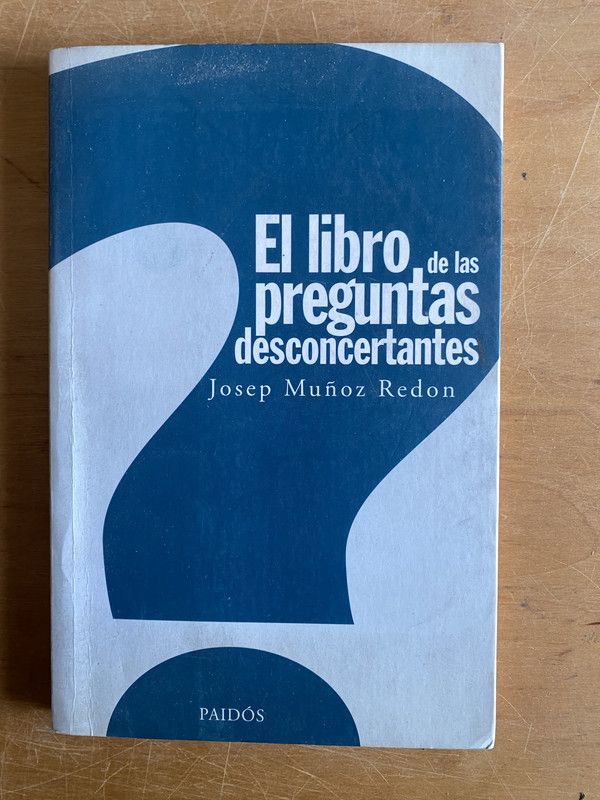 El libro de las
preguntas
desconcertantes
Josep Muñoz Redon
PAIDÓS